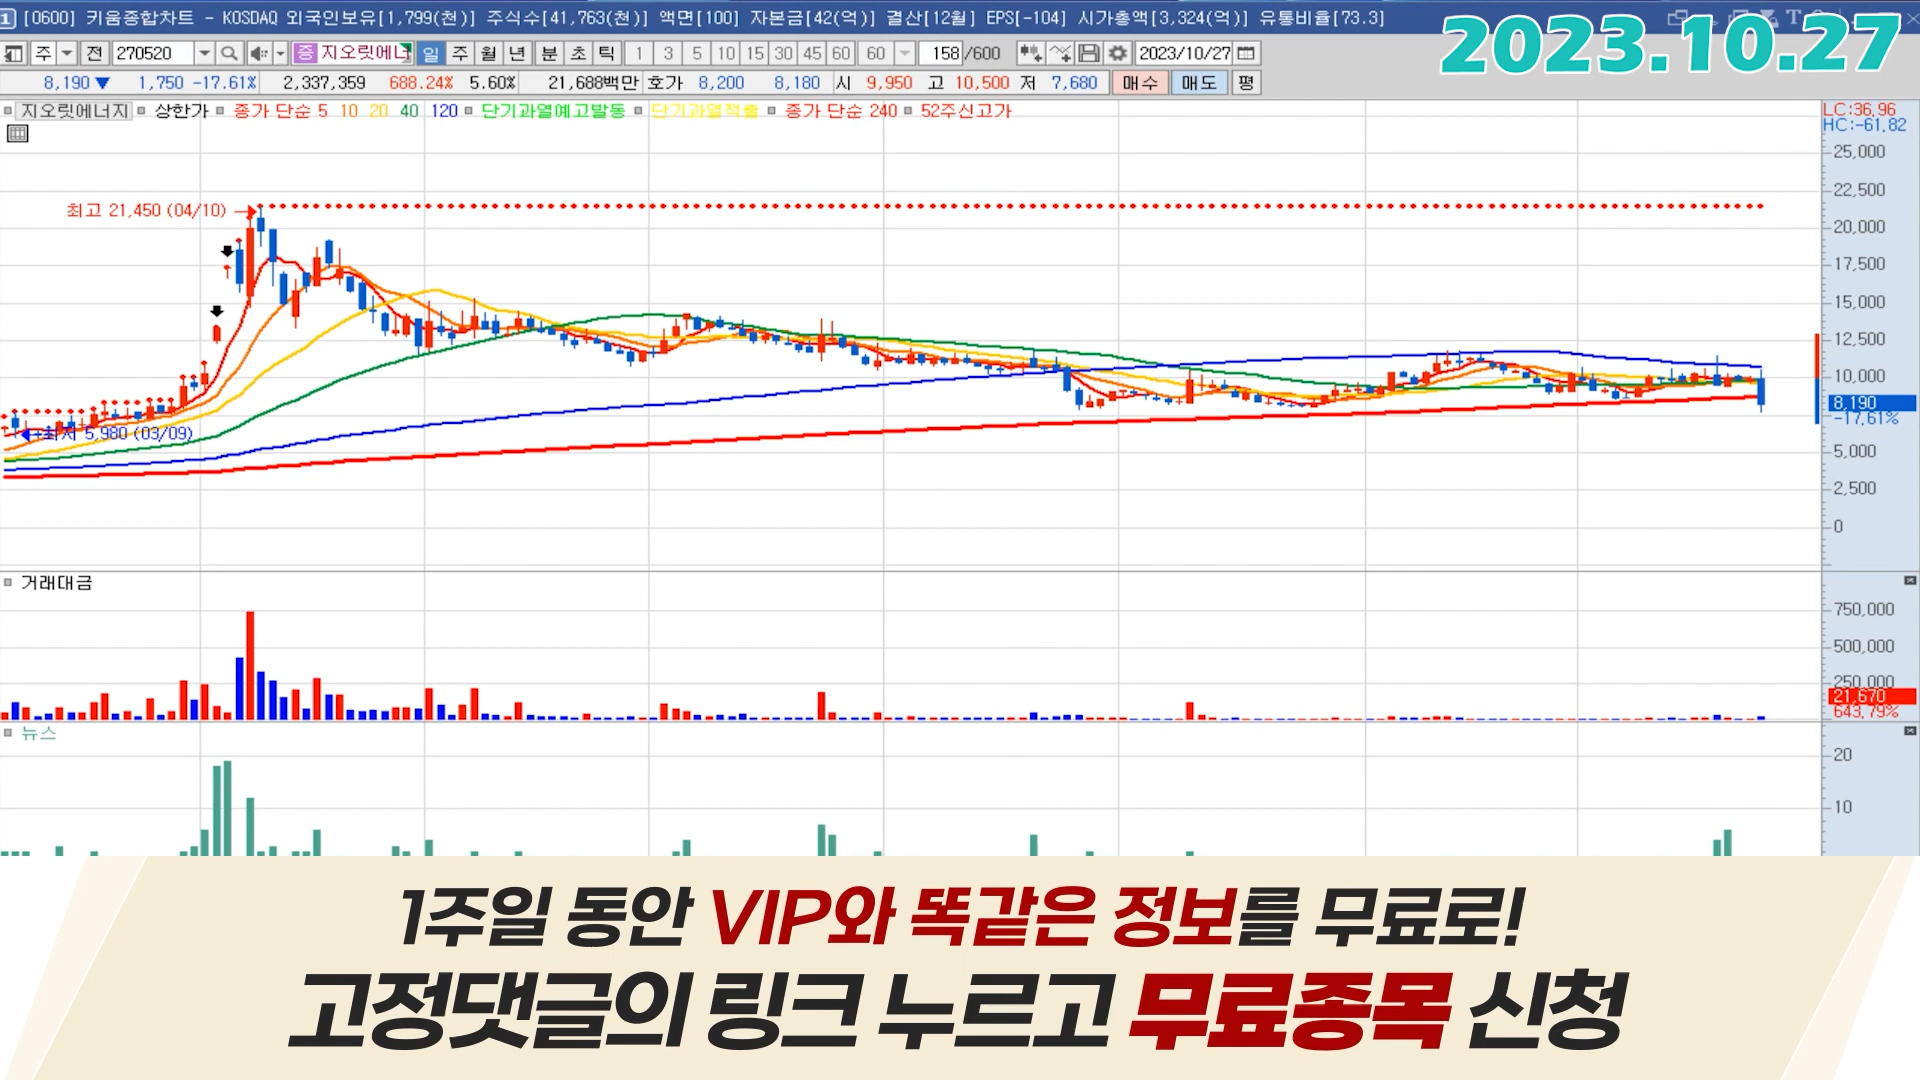 [0600] 키움종합차트 - KOSDAQ 외국인보유[1,799(천)] 주식수[41,763(천)] 액면[100] 자본금[42(억)] 결산[12월] EPS[-104] 시가총액[3,324(억)] 유통비율[73.3]
2023.10.27
주 전 270520 증 지오릿에너 일 주 월 년 분 초 틱 1 3 5 10 15 30 45 60 60 158 /600 2023/10/27
8,190 ▼ 1,750 -17.61% 2,337,359 688.24% 5.60% 21,688백만 호가 8,200 8,180 시 9,950 고 10,500 저 7,680 매수 매도 평
지오릿에너지 상한가 종가 단순 5 10 20 40 120 단기과열예고발동 단기과열적출 종가 단순 240 52주신고가
LC:36.96
HC:-61.82
25,000
22,500
최고 21,450 (04/10)
20,000
17,500
15,000
12,500
10,000
8,190
-17.61%
최저 5,980 (03/09)
5,000
2,500
0
거래대금
750,000
500,000
250,000
21,670
643.79%
뉴스
20
10
1주일 동안 VIP와 똑같은 정보를 무료로!
고정댓글의 링크 누르고 무료종목 신청